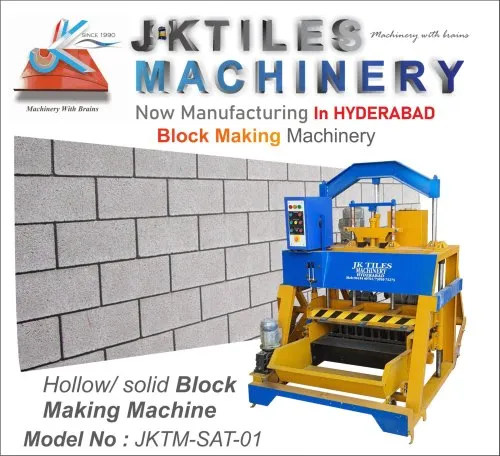 SINCE 1990
Machinery With Brains
J·KTILES
Machinery with brains
MACHINERY
Now Manufacturing In HYDERABAD
Block Making Machinery
JK TILES
MACHINERY
HYDERABAD
Hollow/ solid Block
Making Machine
Model No : JKTM-SAT-01